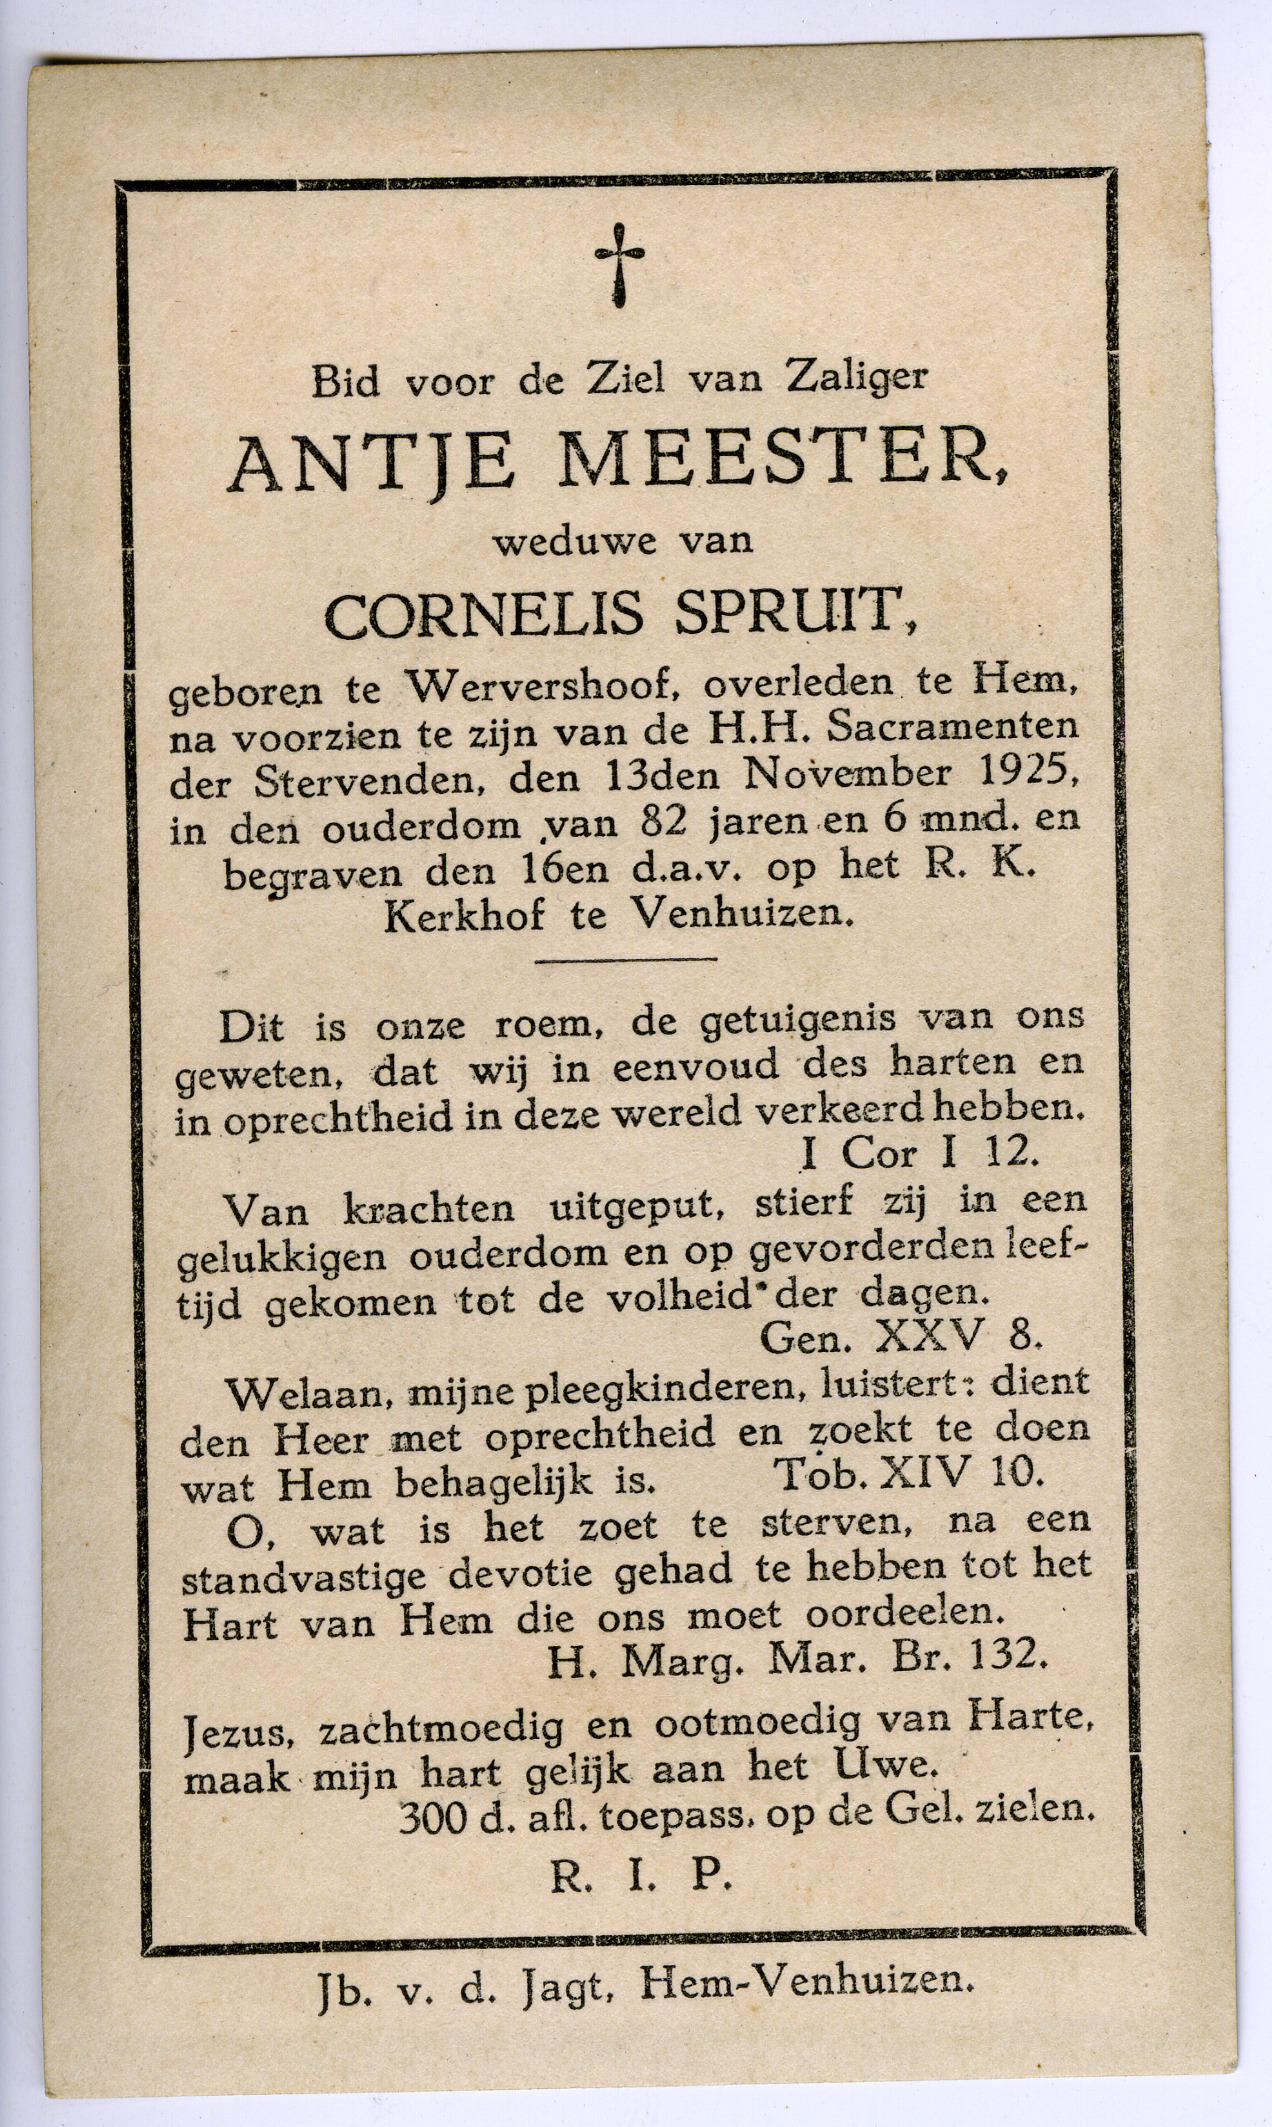 Bid voor de Ziel van Zaliger
ANTJE MEESTER,
weduwe van
CORNELIS SPRUIT,
geboren te Wervershoof, overleden te Hem,
na voorzien te zijn van de H.H. Sacramenten
der Stervenden, den 13den November 1925,
in den ouderdom van 82 jaren en 6 mnd. en
begraven den 16en d.a.v. op het R. K.
Kerkhof te Venhuizen.
Dit is onze roem, de getuigenis van ons
geweten, dat wij in eenvoud des harten en
in oprechtheid in deze wereld verkeerd hebben.
I Cor I 12.
Van krachten uitgeput, stierf zij in een
gelukkigen ouderdom en op gevorderden leef-
tijd gekomen tot de volheid der dagen.
Gen. XXV 8.
Welaan, mijne pleegkinderen, luistert: dient
den Heer met oprechtheid en zoekt te doen
wat Hem behagelijk is. Tob. XIV 10.
O, wat is het zoet te sterven, na een
standvastige devotie gehad te hebben tot het
Hart van Hem die ons moet oordeelen.
H. Marg. Mar. Br. 132.
Jezus, zachtmoedig en ootmoedig van Harte,
maak mijn hart gelijk aan het Uwe.
300 d. afl. toepass. op de Gel. zielen.
R. I. P.
Jb. v. d. Jagt, Hem-Venhuizen.